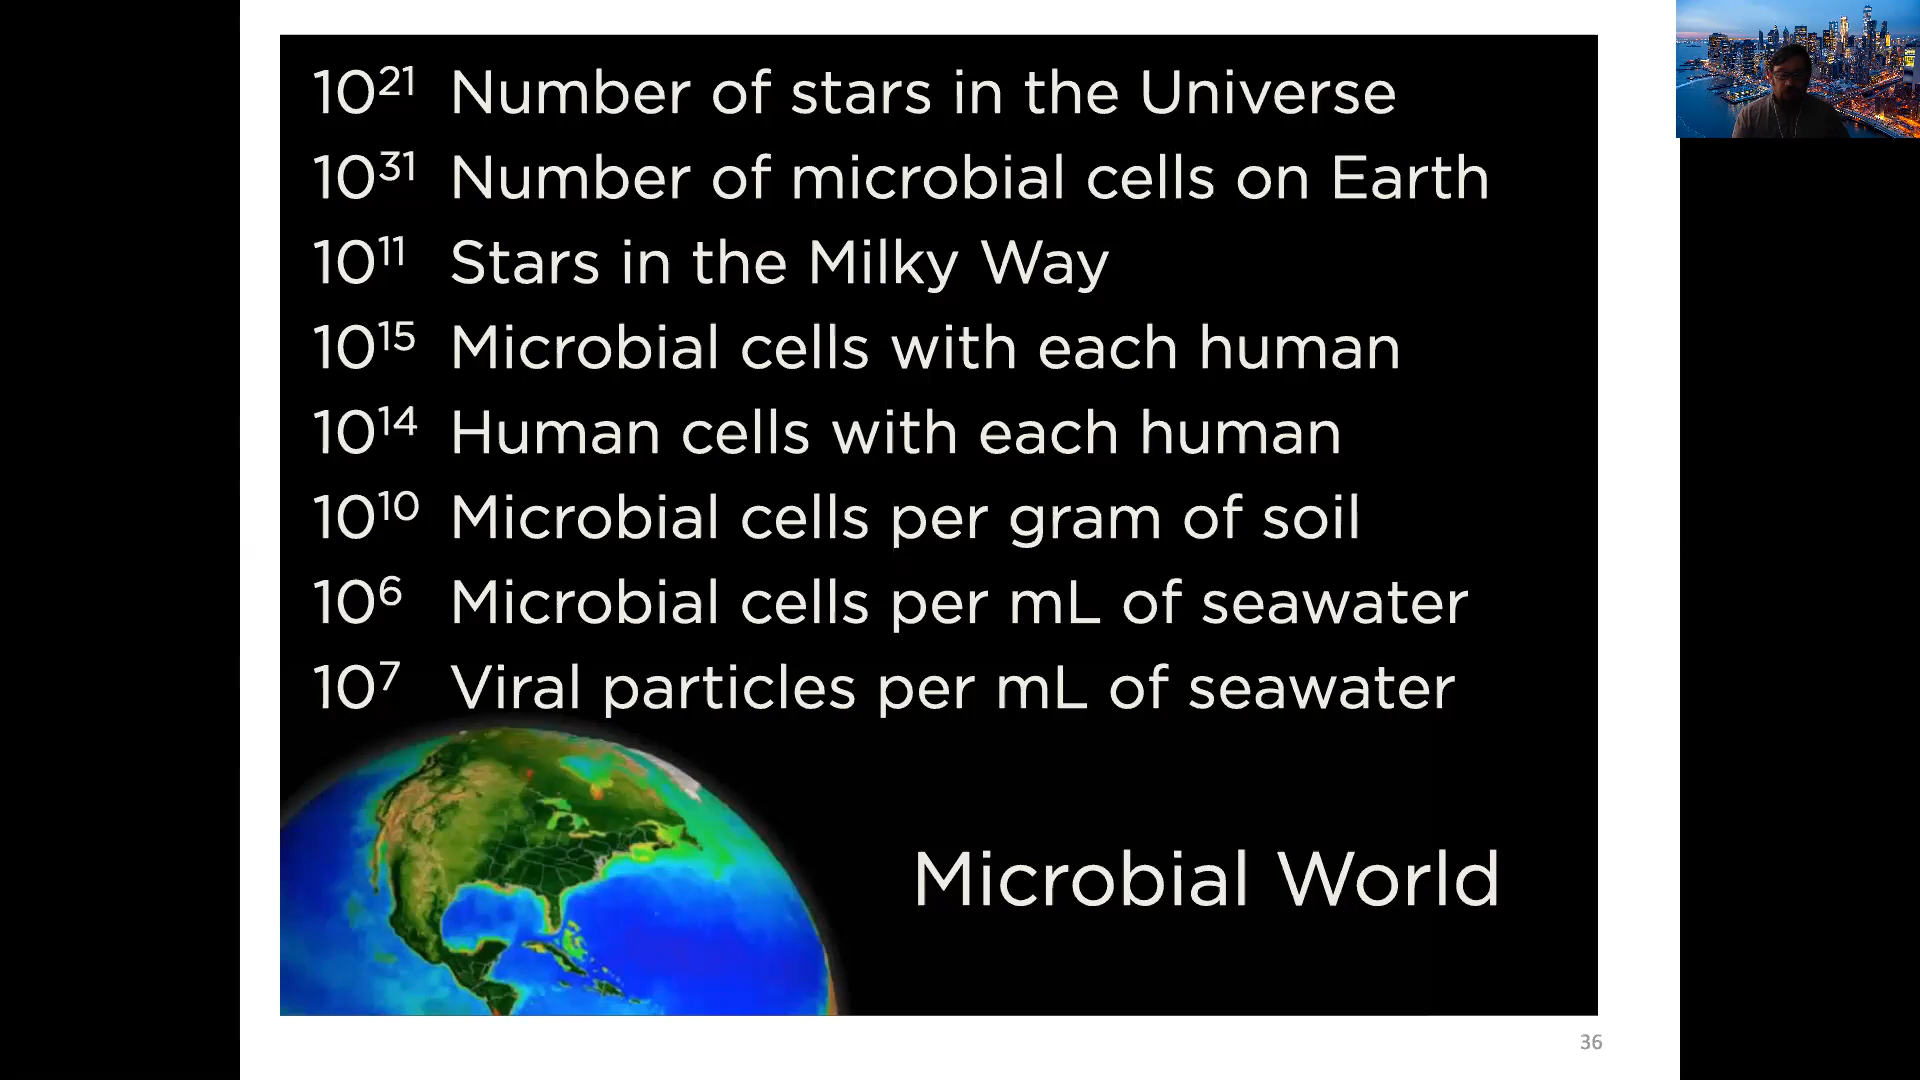 10²¹ Number of stars in the Universe
10³¹ Number of microbial cells on Earth
10¹¹ Stars in the Milky Way
10¹⁵ Microbial cells with each human
10¹⁴ Human cells with each human
10¹⁰ Microbial cells per gram of soil
10⁶ Microbial cells per mL of seawater
10⁷ Viral particles per mL of seawater
Microbial World
36